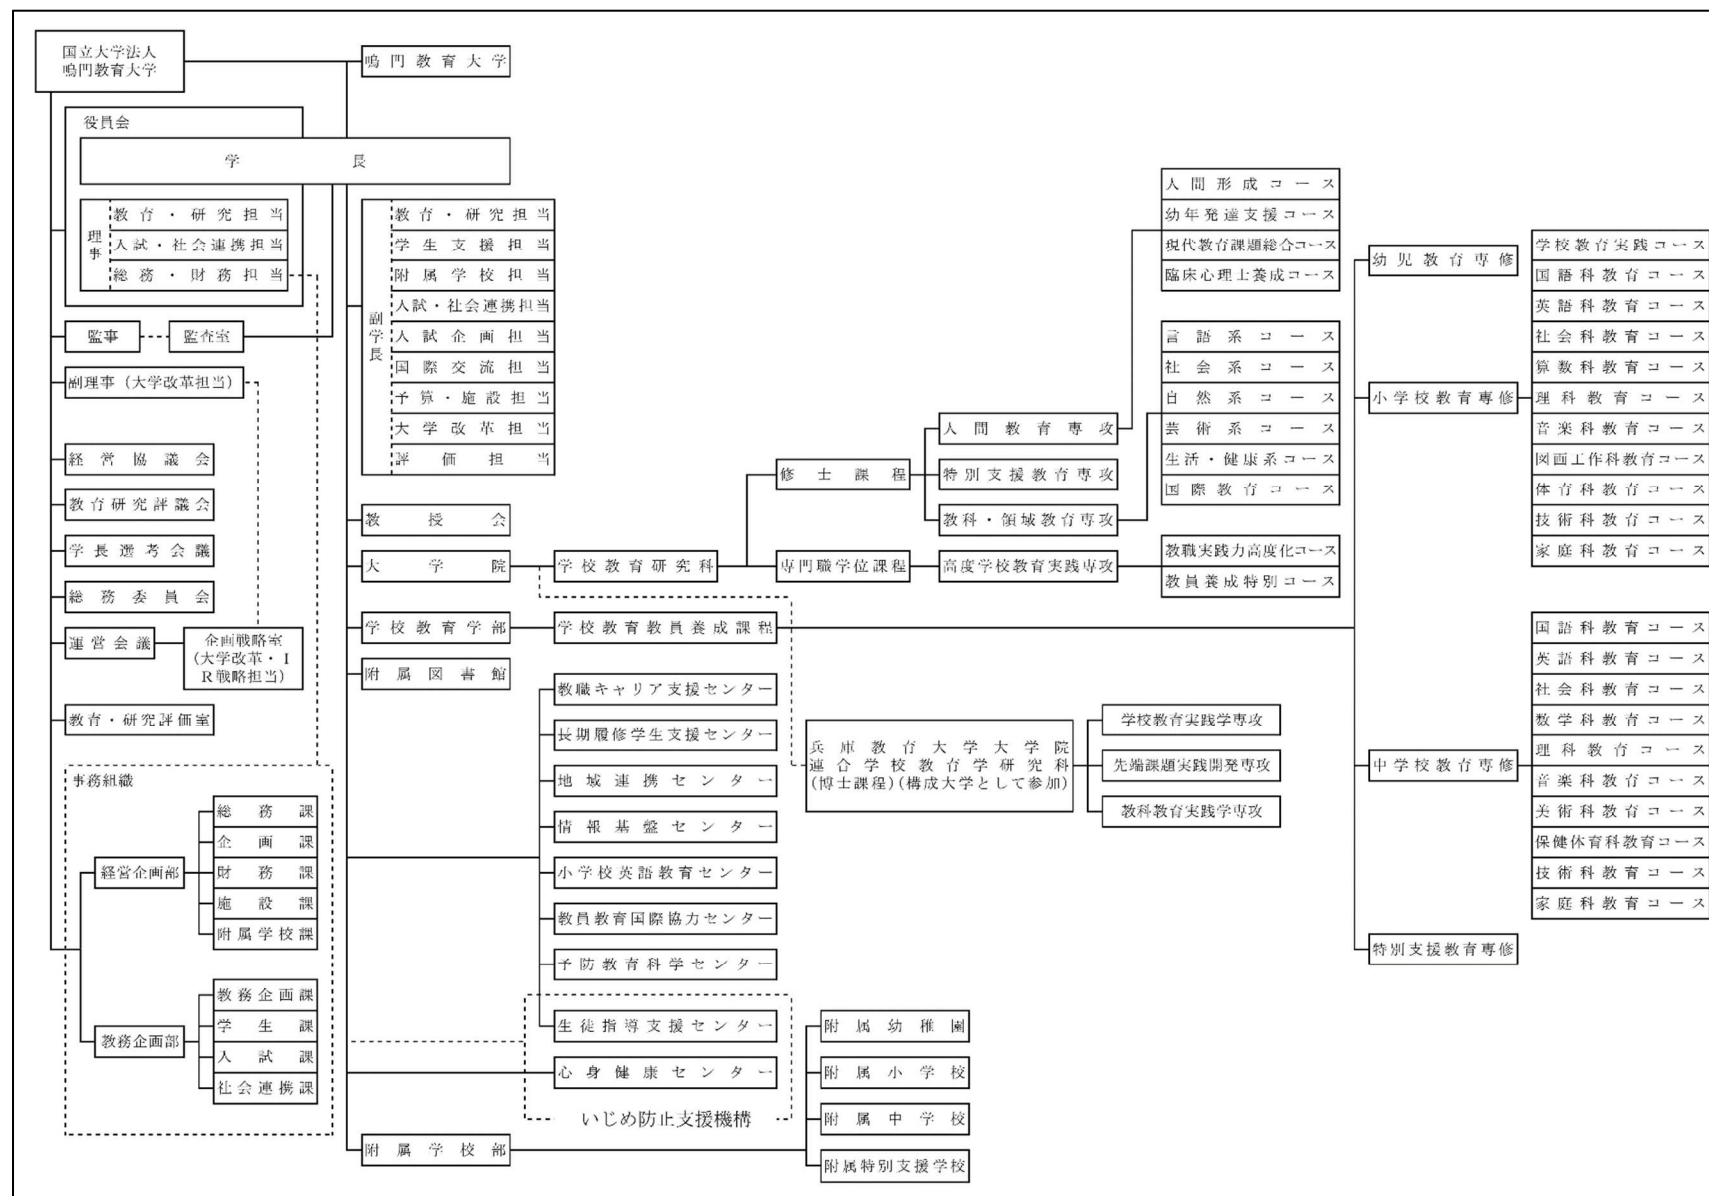 国立大学法人
鳴門教育大学
鳴門教育大学
役員会
学長
理事
教育・研究担当
入試・社会連携担当
総務・財務担当
監事
監査室
副理事（大学改革担当）
経営協議会
教育研究評議会
学長選考会議
総務委員会
運営会議
企画戦略室
(大学改革・I
R戦略担当)
教育・研究評価室
事務組織
経営企画部
総務課
企画課
財務課
施設課
附属学校課
教務企画部
教務企画課
学生課
入試課
社会連携課
副学長
教育・研究担当
学生支援担当
附属学校担当
入試・社会連携担当
入試企画担当
国際交流担当
予算・施設担当
大学改革担当
評価担当
教授会
大学院
学校教育研究科
修士課程
人間教育専攻
人間形成コース
幼年発達支援コース
現代教育課題総合コース
臨床心理士養成コース
特別支援教育専攻
教科・領域教育専攻
言語系コース
社会系コース
自然系コース
芸術系コース
生活・健康系コース
国際教育コース
専門職学位課程
高度学校教育実践専攻
教職実践力高度化コース
教員養成特別コース
学校教育学部
学校教育教員養成課程
幼児教育専修
小学校教育専修
学校教育実践コース
国語科教育コース
英語科教育コース
社会科教育コース
算数科教育コース
理科教育コース
音楽科教育コース
図画工作科教育コース
体育科教育コース
技術科教育コース
家庭科教育コース
中学校教育専修
国語科教育コース
英語科教育コース
社会科教育コース
数学科教育コース
理科教育コース
音楽科教育コース
美術科教育コース
保健体育科教育コース
技術科教育コース
家庭科教育コース
特別支援教育専修
附属図書館
教職キャリア支援センター
長期履修学生支援センター
地域連携センター
情報基盤センター
小学校英語教育センター
教員教育国際協力センター
予防教育科学センター
生徒指導支援センター
心身健康センター
いじめ防止支援機構
兵庫教育大学大学院
連合学校教育学研究科
(博士課程)(構成大学として参加)
学校教育実践学専攻
先端課題実践開発専攻
教科教育実践学専攻
附属学校部
附属幼稚園
附属小学校
附属中学校
附属特別支援学校